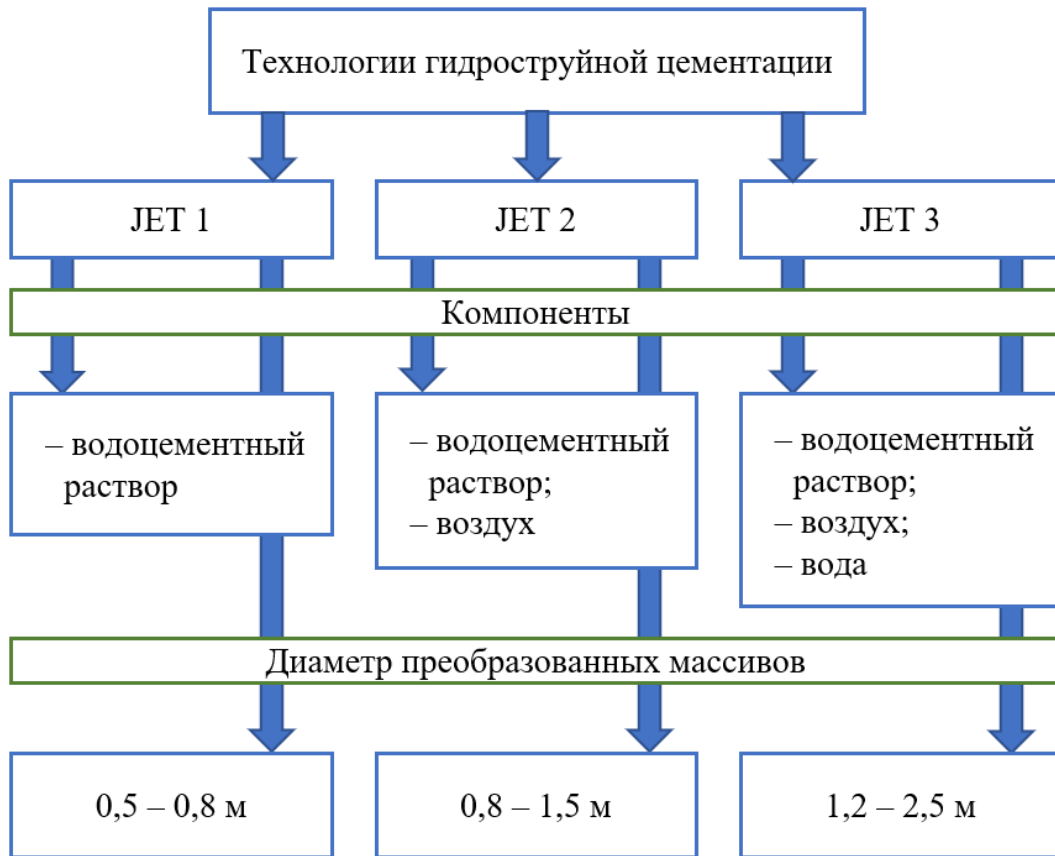 Технологии гидроструйной цементации
JET 1
JET 2
JET 3
Компоненты
– водоцементный
раствор
– водоцементный
раствор;
– воздух
– водоцементный
раствор;
– воздух;
– вода
Диаметр преобразованных массивов
0,5 – 0,8 м
0,8 – 1,5 м
1,2 – 2,5 м